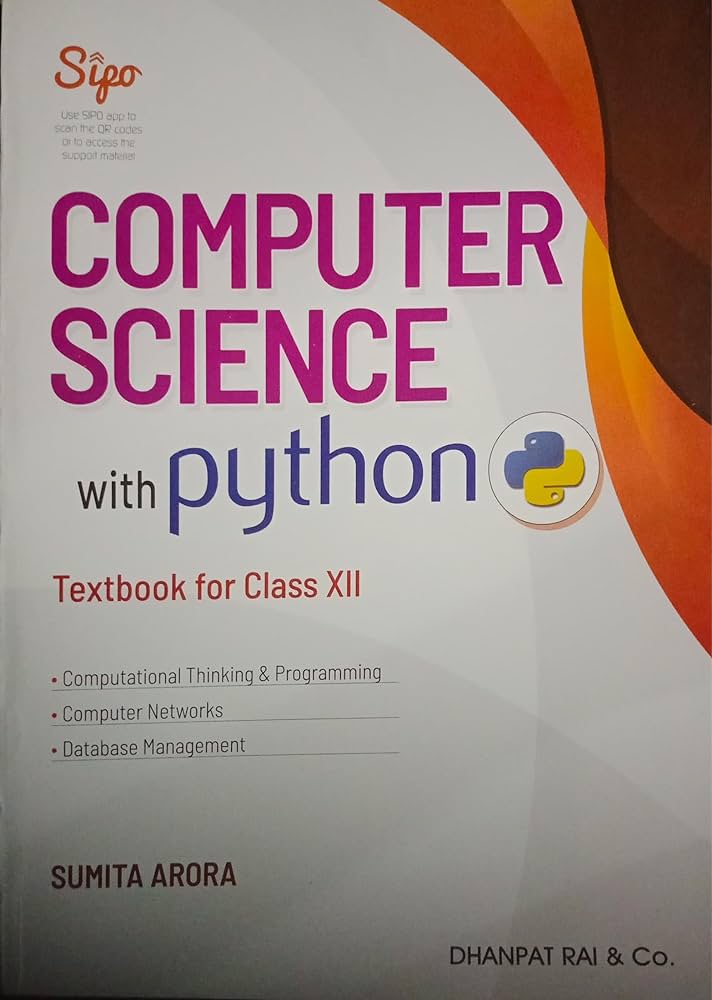 Sipo
Use SIPO app to
scan the QR codes
or to access the
support material
COMPUTER
SCIENCE
with python
Textbook for Class XII
• Computational Thinking & Programming
• Computer Networks
• Database Management
SUMITA ARORA
DHANPAT RAI & Co.